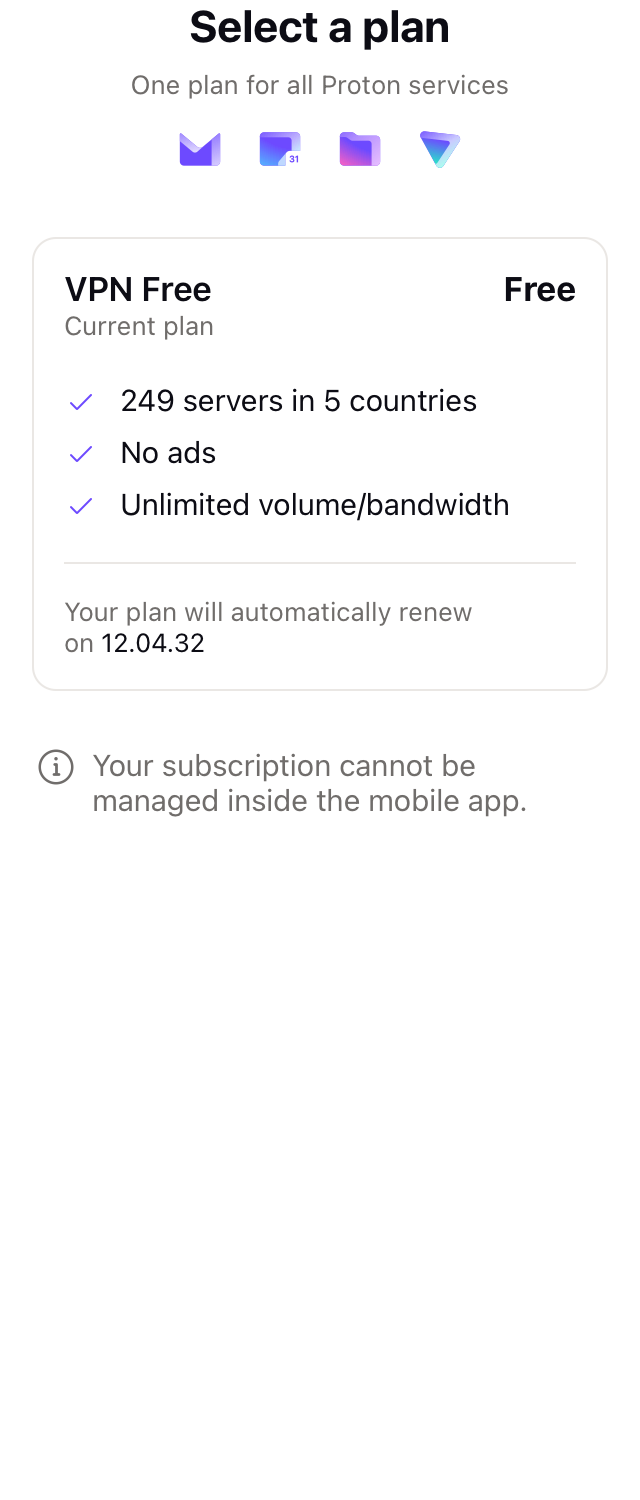 Select a plan
One plan for all Proton services
31
VPN Free
Free
Current plan
249 servers in 5 countries
No ads
Unlimited volume/bandwidth
Your plan will automatically renew
on 12.04.32
Your subscription cannot be
managed inside the mobile app.